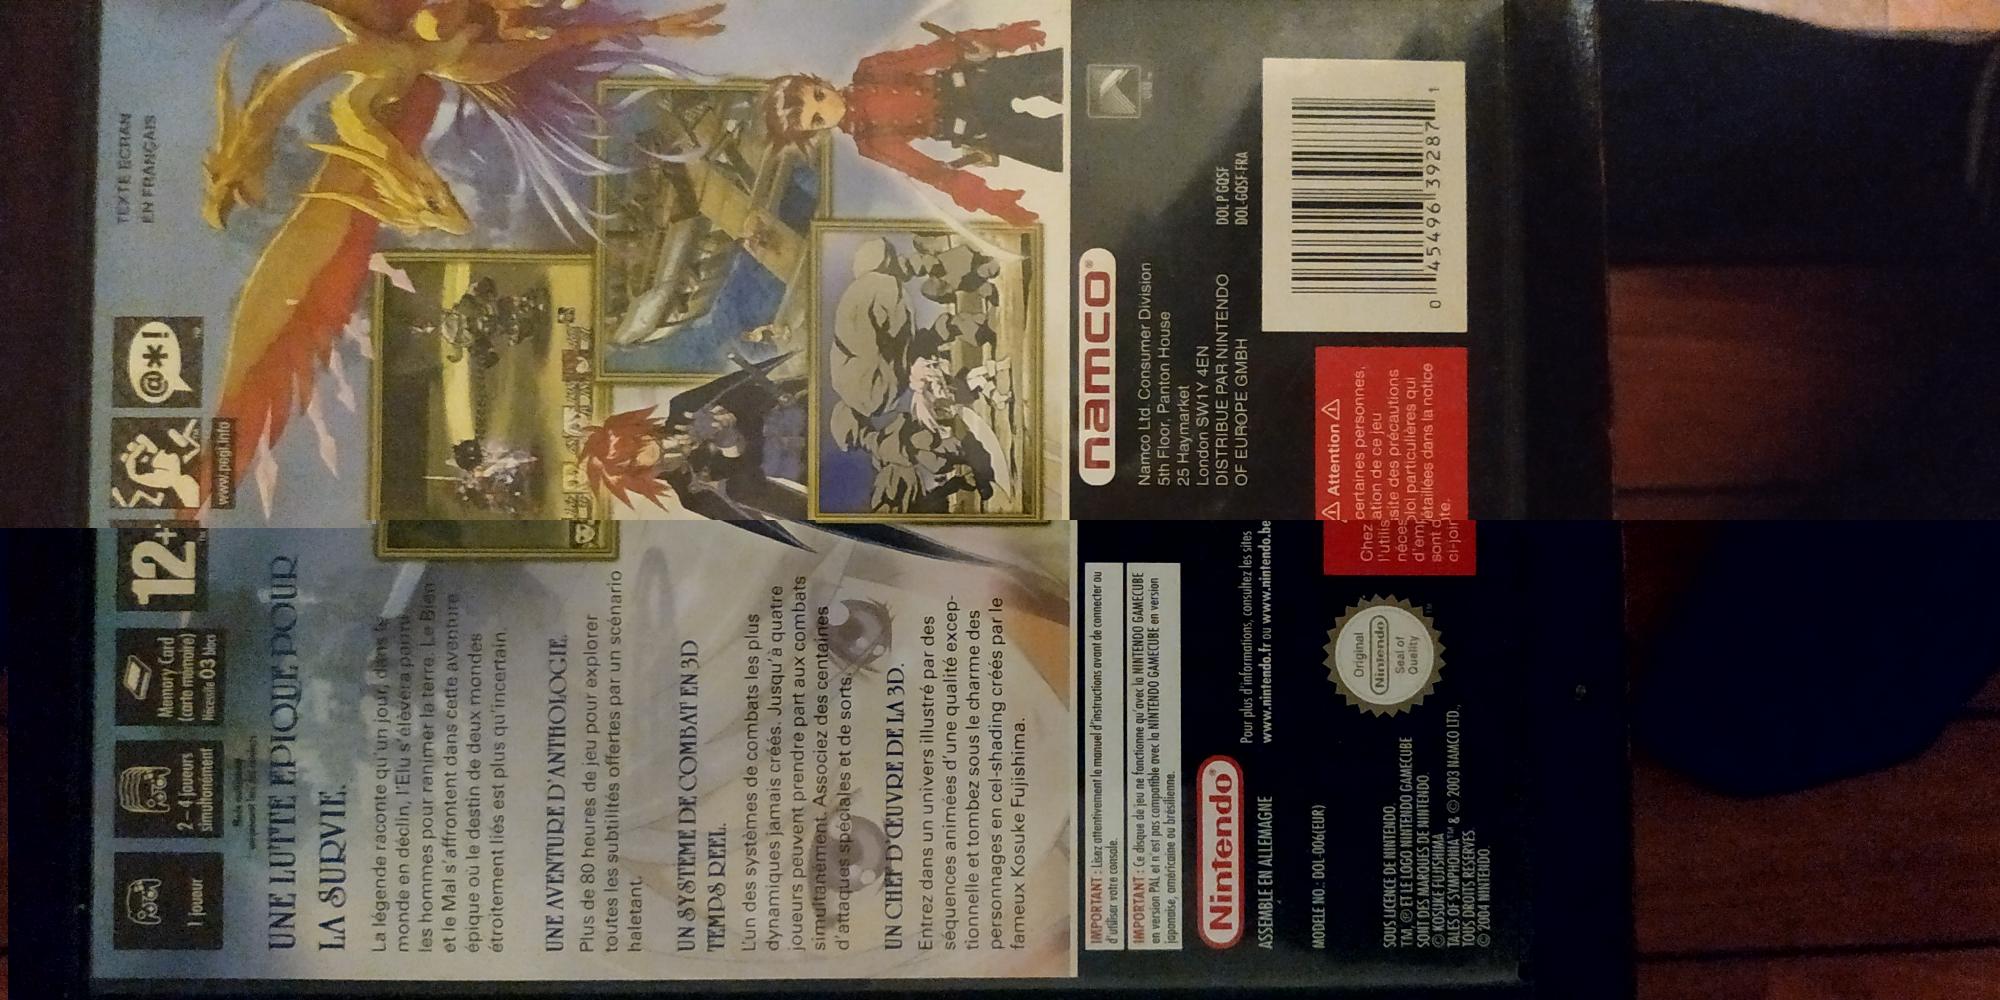 1 joueur
2-4 joueurs
simultanément
Memory Card
(carte mémoire)
Nécessite 03 blocs
12+
www.pegi.info
@*!
TEXTE ECRAN
EN FRANÇAIS
UNE LUTTE EPIQUE POUR
LA SURVIE.
La légende raconte qu'un jour, dans le
monde en déclin, l'Elu s'élèvera parmi
les hommes pour ranimer la terre. Le Bien
et le Mal s'affrontent dans cette aventure
épique où le destin de deux mondes
étroitement liés est plus qu'incertain.
UNE AVENTURE D'ANTHOLOGIE.
Plus de 80 heures de jeu pour explorer
toutes les subtilités offertes par un scénario
haletant.
UN SYSTEME DE COMBAT EN 3D
TEMPS REEL.
L'un des systèmes de combats les plus
dynamiques jamais créés. Jusqu'à quatre
joueurs peuvent prendre part aux combats
simultanément. Associez des centaines
d'attaques spéciales et de sorts.
UN CHEF D'ŒUVRE DE LA 3D.
Entrez dans un univers illustré par des
séquences animées d'une qualité excep-
tionnelle et tombez sous le charme des
personnages en cel-shading créés par le
fameux Kosuke Fujishima.
IMPORTANT : Lisez attentivement le manuel d'instructions avant de connecter ou
d'utiliser votre console.
IMPORTANT : Ce disque de jeu ne fonctionne qu'avec le NINTENDO GAMECUBE
en version PAL et n'est pas compatible avec la NINTENDO GAMECUBE en version
japonaise, américaine ou brésilienne.
Nintendo®
Pour plus d'informations, consultez les sites
www.nintendo.fr ou www.nintendo.be
ASSEMBLE EN ALLEMAGNE
MODELE NO.: DOL-006(EUR)
SOUS LICENCE DE NINTENDO.
TM, ® ET LE LOGO NINTENDO GAMECUBE
SONT DES MARQUES DE NINTENDO.
© KOSUKE FUJISHIMA
TALES OF SYMPHONIA™ & © 2003 NAMCO LTD.,
TOUS DROITS RESERVES.
© 2004 NINTENDO.
Original
Nintendo
Seal of
Quality
TM
namco®
Namco Ltd. Consumer Division
5th Floor, Panton House
25 Haymarket
London SW1Y 4EN
DISTRIBUE PAR NINTENDO
OF EUROPE GMBH
DOL P GQSF
DOL-GQSF-FRA
⚠ Attention ⚠
Chez certaines personnes,
l'utilisation de ce jeu
nécessite des précautions
d'emploi particulières qui
sont détaillées dans la notice
ci-jointe.
0 45496 39287 1